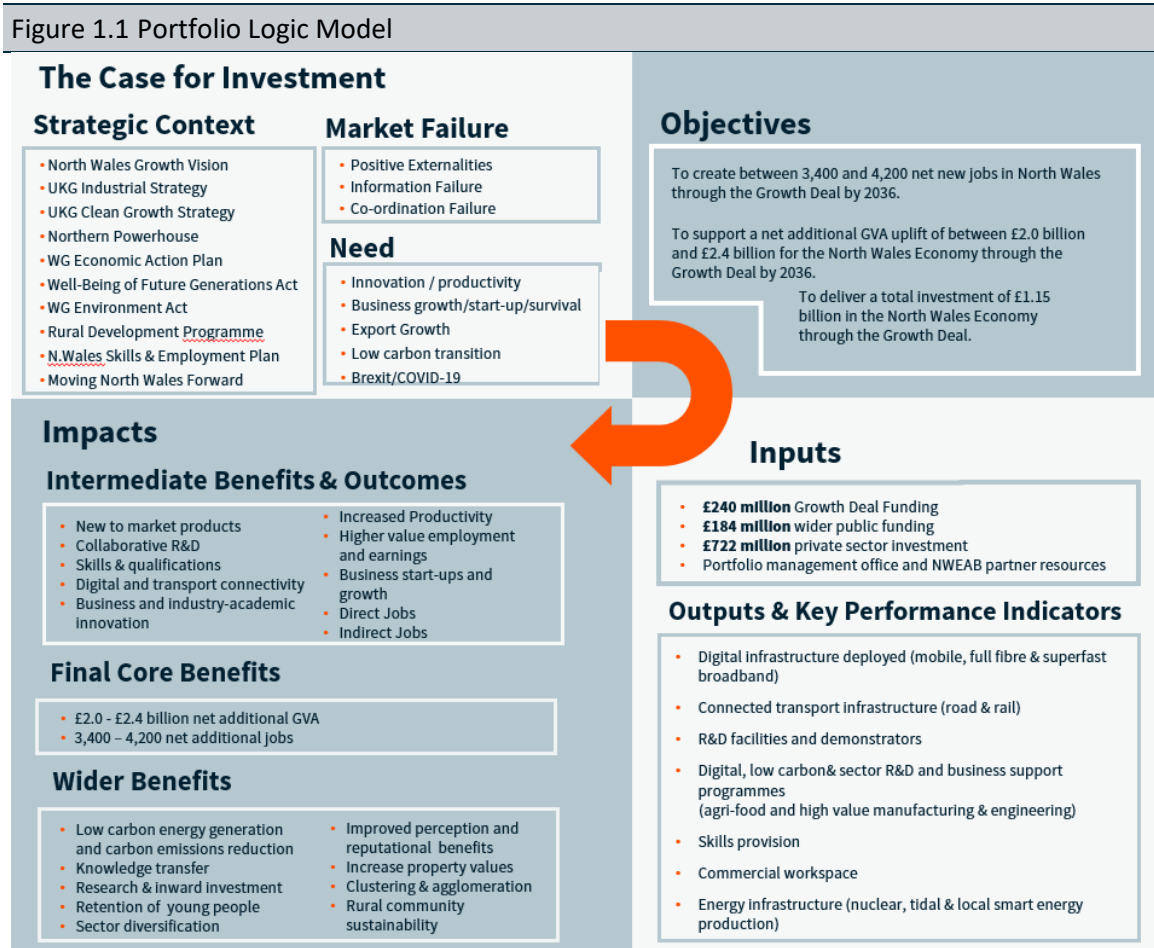 Figure 1.1 Portfolio Logic Model
The Case for Investment
Strategic Context
• North Wales Growth Vision
• UKG Industrial Strategy
• UKG Clean Growth Strategy
• Northern Powerhouse
• WG Economic Action Plan
• Well-Being of Future Generations Act
• WG Environment Act
• Rural Development Programme
• N.Wales Skills & Employment Plan
• Moving North Wales Forward
Market Failure
• Positive Externalities
• Information Failure
• Co-ordination Failure
Need
• Innovation / productivity
• Business growth/start-up/survival
• Export Growth
• Low carbon transition
• Brexit/COVID-19
Objectives
To create between 3,400 and 4,200 net new jobs in North Wales
through the Growth Deal by 2036.
To support a net additional GVA uplift of between £2.0 billion
and £2.4 billion for the North Wales Economy through the
Growth Deal by 2036.
To deliver a total investment of £1.15
billion in the North Wales Economy
through the Growth Deal.
Inputs
• £240 million Growth Deal Funding
• £184 million wider public funding
• £722 million private sector investment
• Portfolio management office and NWEAB partner resources
Outputs & Key Performance Indicators
• Digital infrastructure deployed (mobile, full fibre & superfast
broadband)
• Connected transport infrastructure (road & rail)
• R&D facilities and demonstrators
• Digital, low carbon& sector R&D and business support
programmes
(agri-food and high value manufacturing & engineering)
• Skills provision
• Commercial workspace
• Energy infrastructure (nuclear, tidal & local smart energy
production)
Impacts
Intermediate Benefits & Outcomes
• New to market products
• Collaborative R&D
• Skills & qualifications
• Digital and transport connectivity
• Business and industry-academic
innovation
• Increased Productivity
• Higher value employment
and earnings
• Business start-ups and
growth
• Direct Jobs
• Indirect Jobs
Final Core Benefits
• £2.0 - £2.4 billion net additional GVA
• 3,400 – 4,200 net additional jobs
Wider Benefits
• Low carbon energy generation
and carbon emissions reduction
• Knowledge transfer
• Research & inward investment
• Retention of young people
• Sector diversification
• Improved perception and
reputational benefits
• Increase property values
• Clustering & agglomeration
• Rural community
sustainability